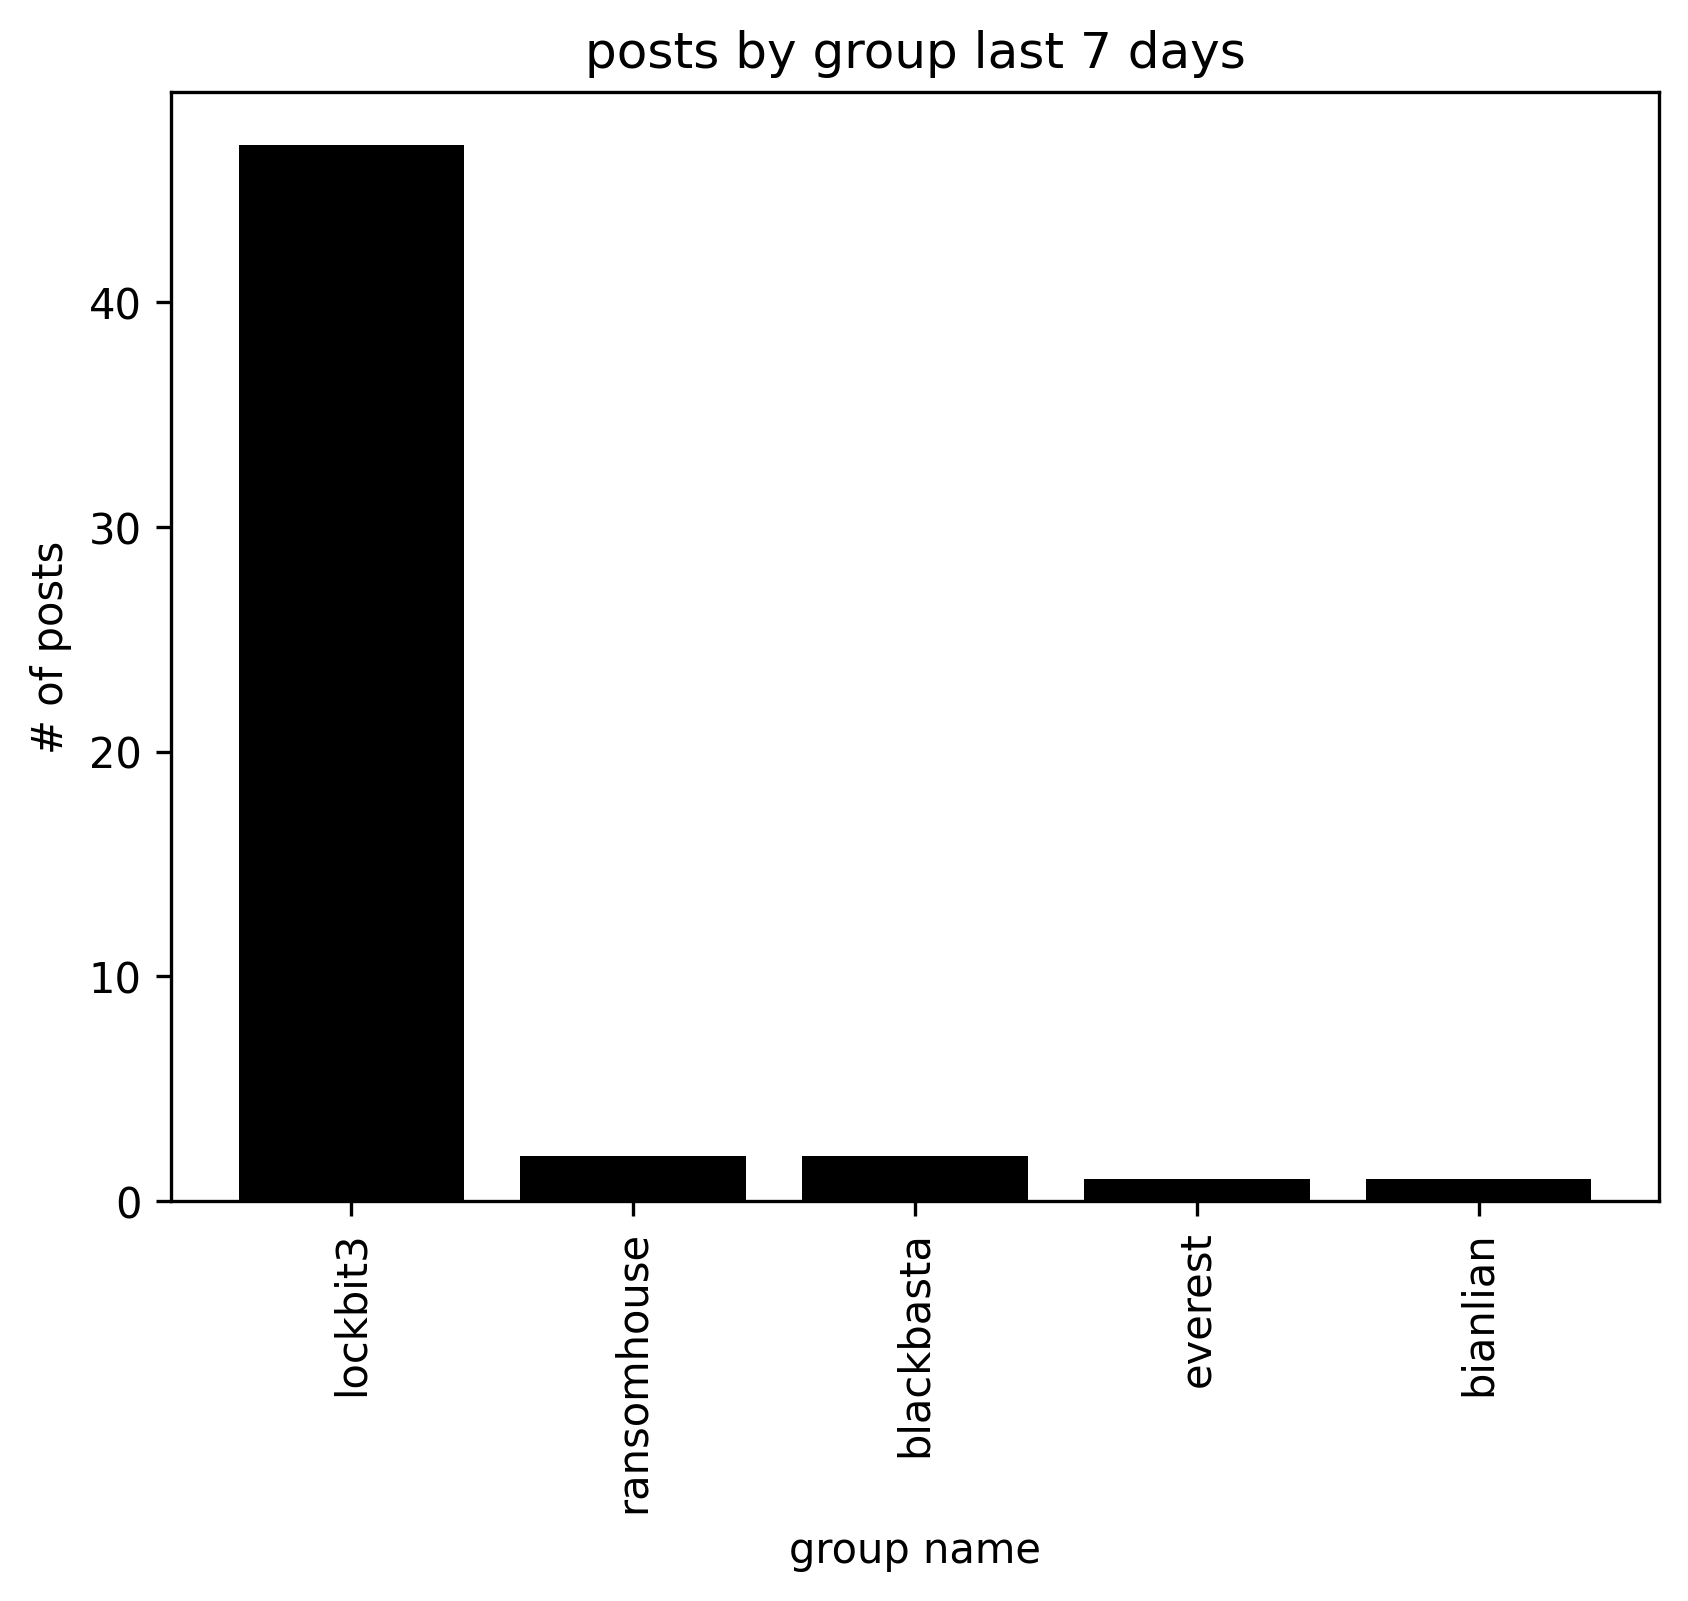 posts by group last 7 days
# of posts
40
30
20
10
0
lockbit3
ransomhouse
blackbasta
everest
bianlian
group name